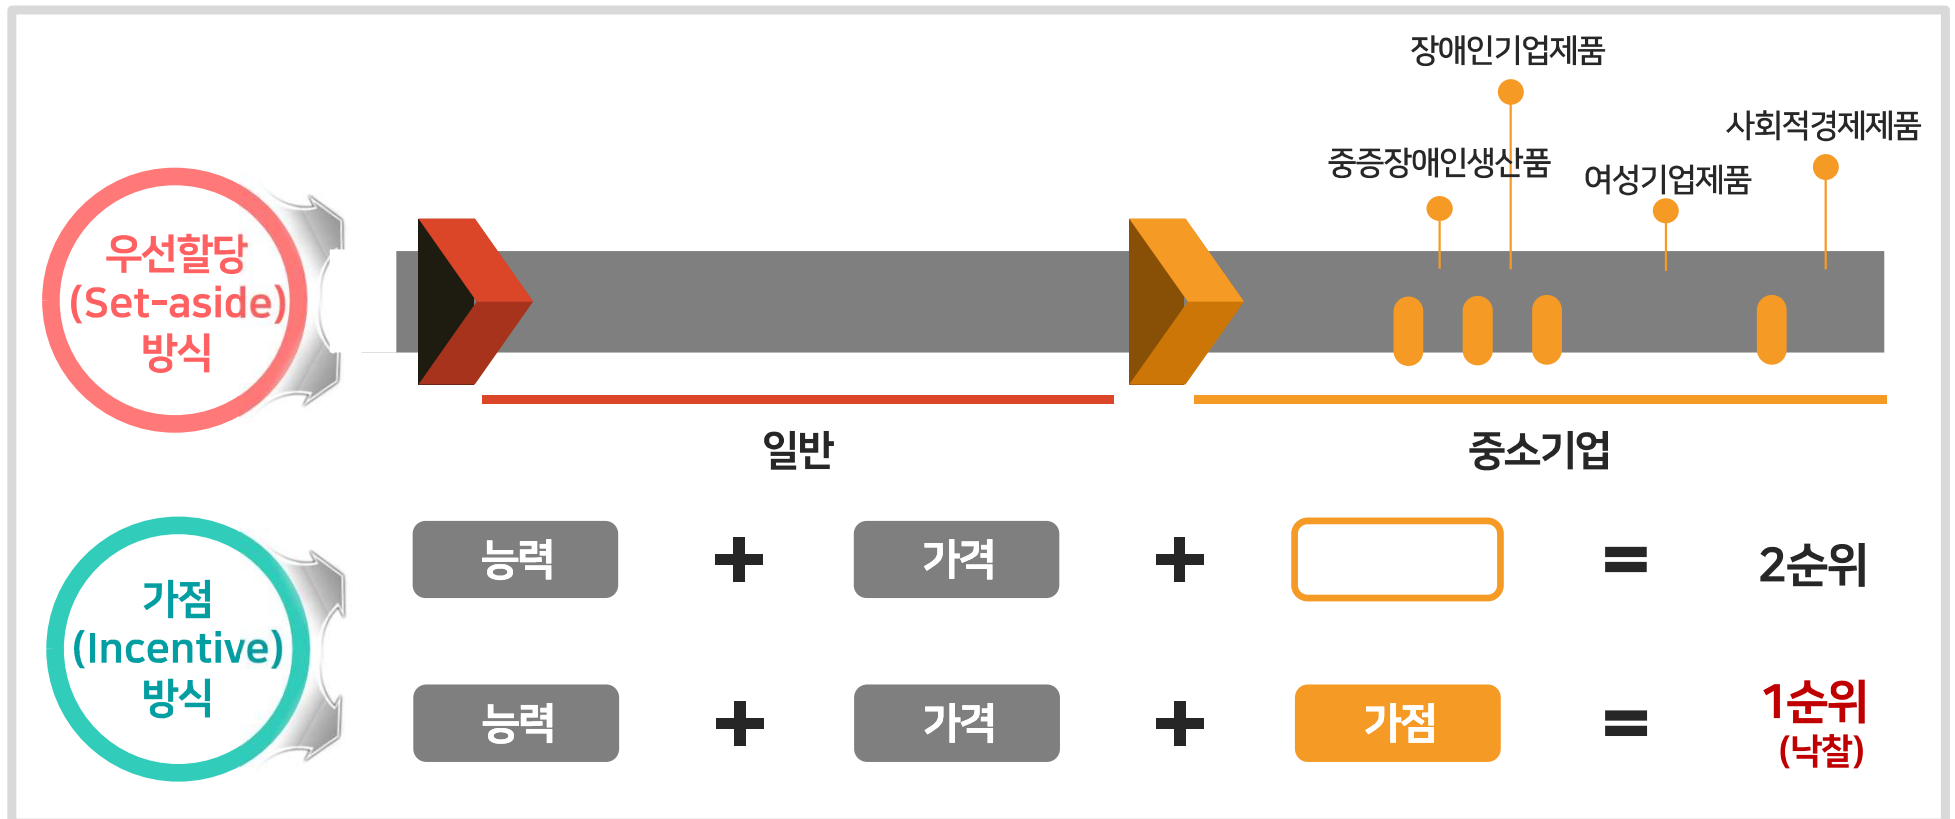 장애인기업제품
사회적경제제품
중증장애인생산품
여성기업제품
우선할당
(Set-aside)
방식
일반
중소기업
가점
(Incentive)
방식
능력 + 가격 + = 2순위
능력 + 가격 + 가점 = 1순위
(낙찰)